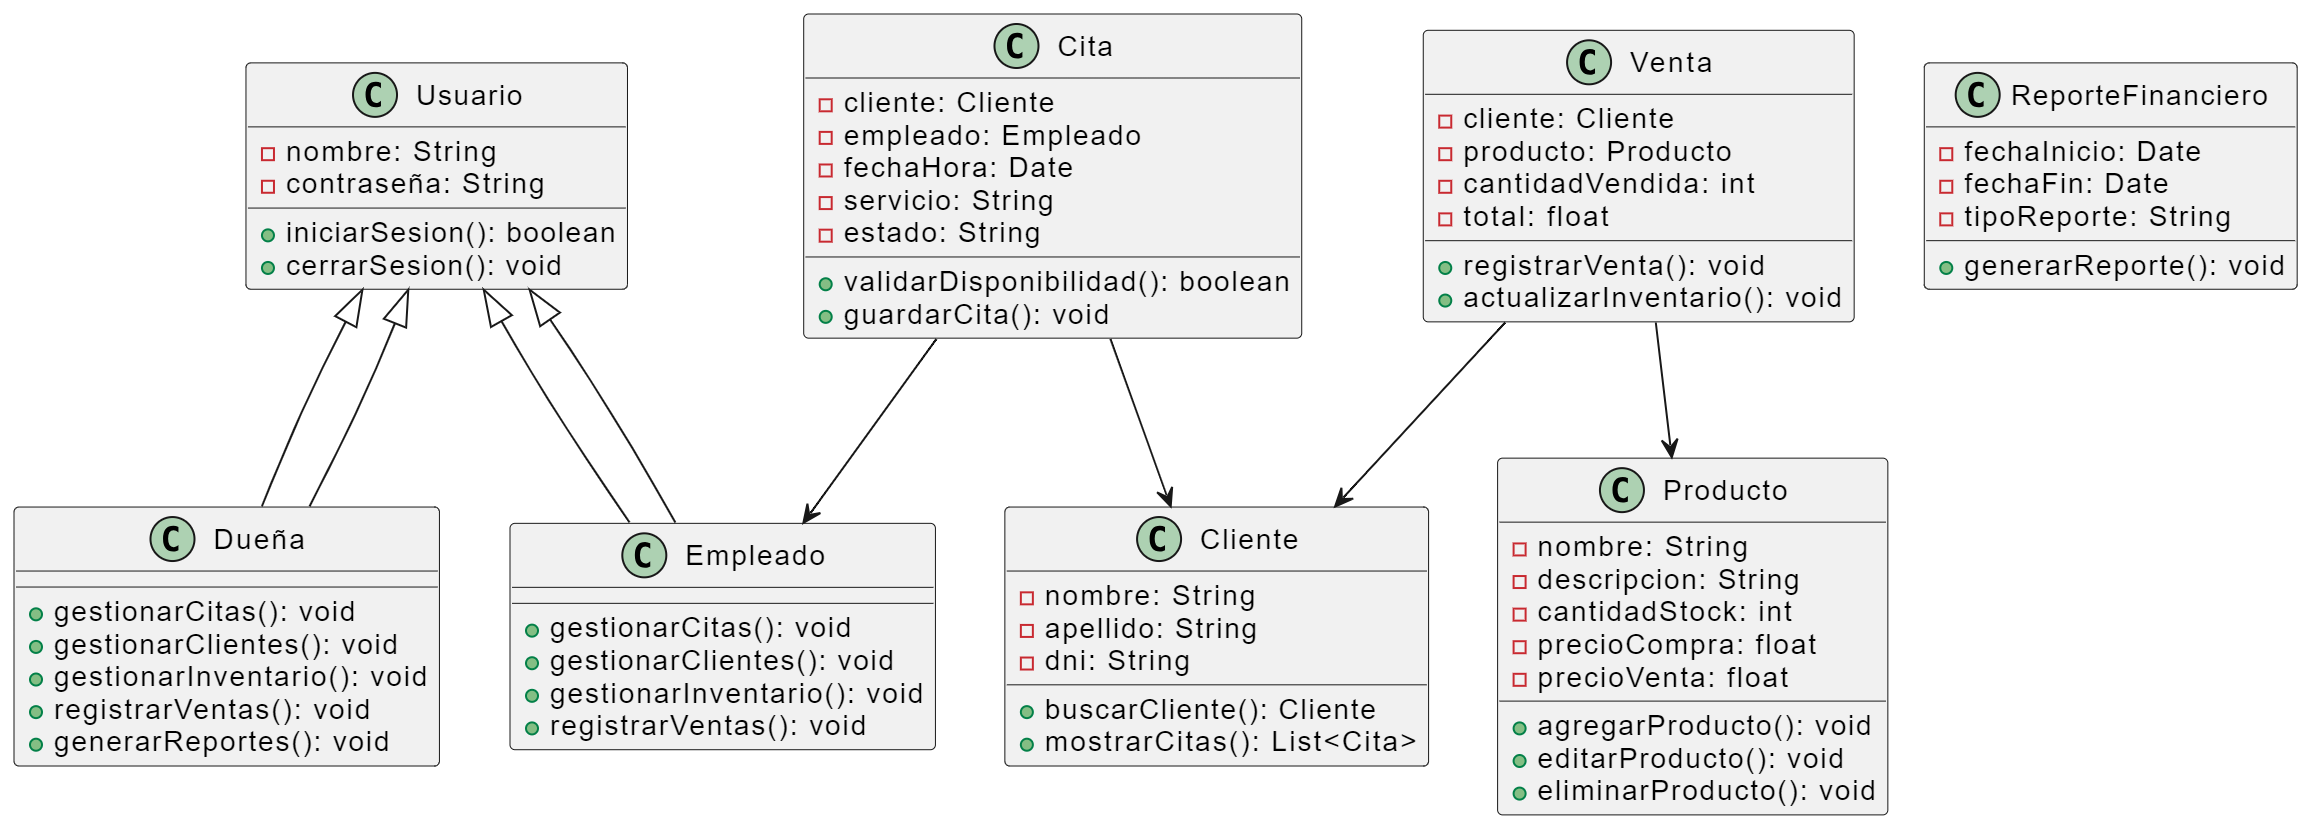 C Usuario
nombre: String
contraseña: String
iniciarSesion(): boolean
cerrarSesion(): void
C Cita
cliente: Cliente
empleado: Empleado
fechaHora: Date
servicio: String
estado: String
validarDisponibilidad(): boolean
guardarCita(): void
C Venta
cliente: Cliente
producto: Producto
cantidadVendida: int
total: float
registrarVenta(): void
actualizarInventario(): void
C ReporteFinanciero
fechaInicio: Date
fechaFin: Date
tipoReporte: String
generarReporte(): void
C Dueña
gestionarCitas(): void
gestionarClientes(): void
gestionarInventario(): void
registrarVentas(): void
generarReportes(): void
C Empleado
gestionarCitas(): void
gestionarClientes(): void
gestionarInventario(): void
registrarVentas(): void
C Cliente
nombre: String
apellido: String
dni: String
buscarCliente(): Cliente
mostrarCitas(): List<Cita>
C Producto
nombre: String
descripcion: String
cantidadStock: int
precioCompra: float
precioVenta: float
agregarProducto(): void
editarProducto(): void
eliminarProducto(): void